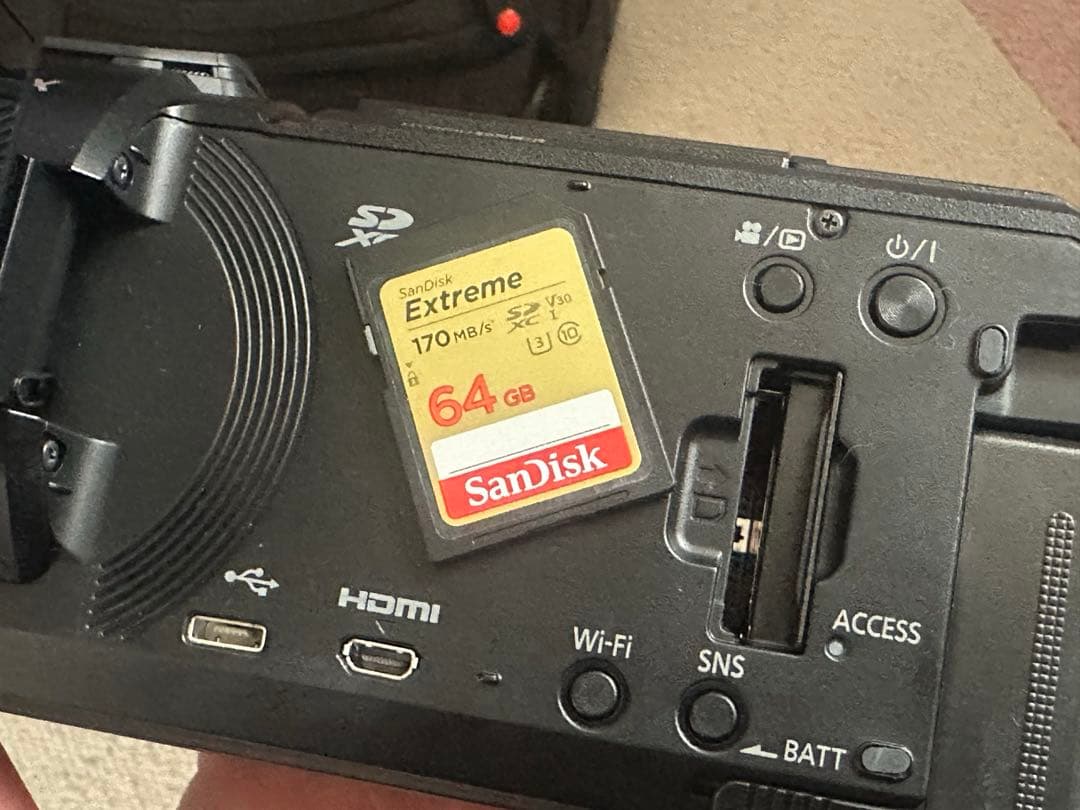 SD
XC
SanDisk
Extreme
170 MB/s
SD
XC I
V30
3
10
64 GB
SanDisk
HDMI
Wi-Fi
SNS
ACCESS
BATT